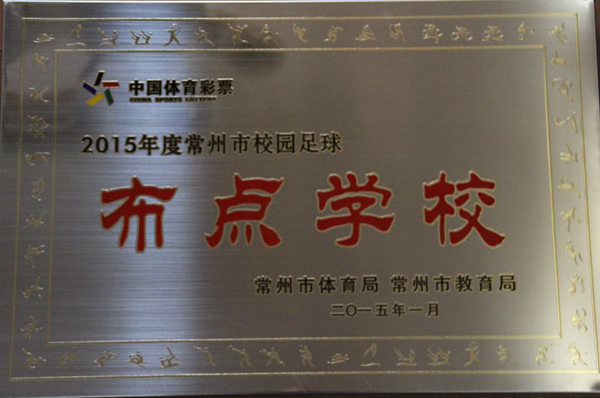 中国体育彩票
CHINA SPORTS LOTTERY
2015年度常州市校园足球
布点学校
常州市体育局 常州市教育局
二〇一五年一月